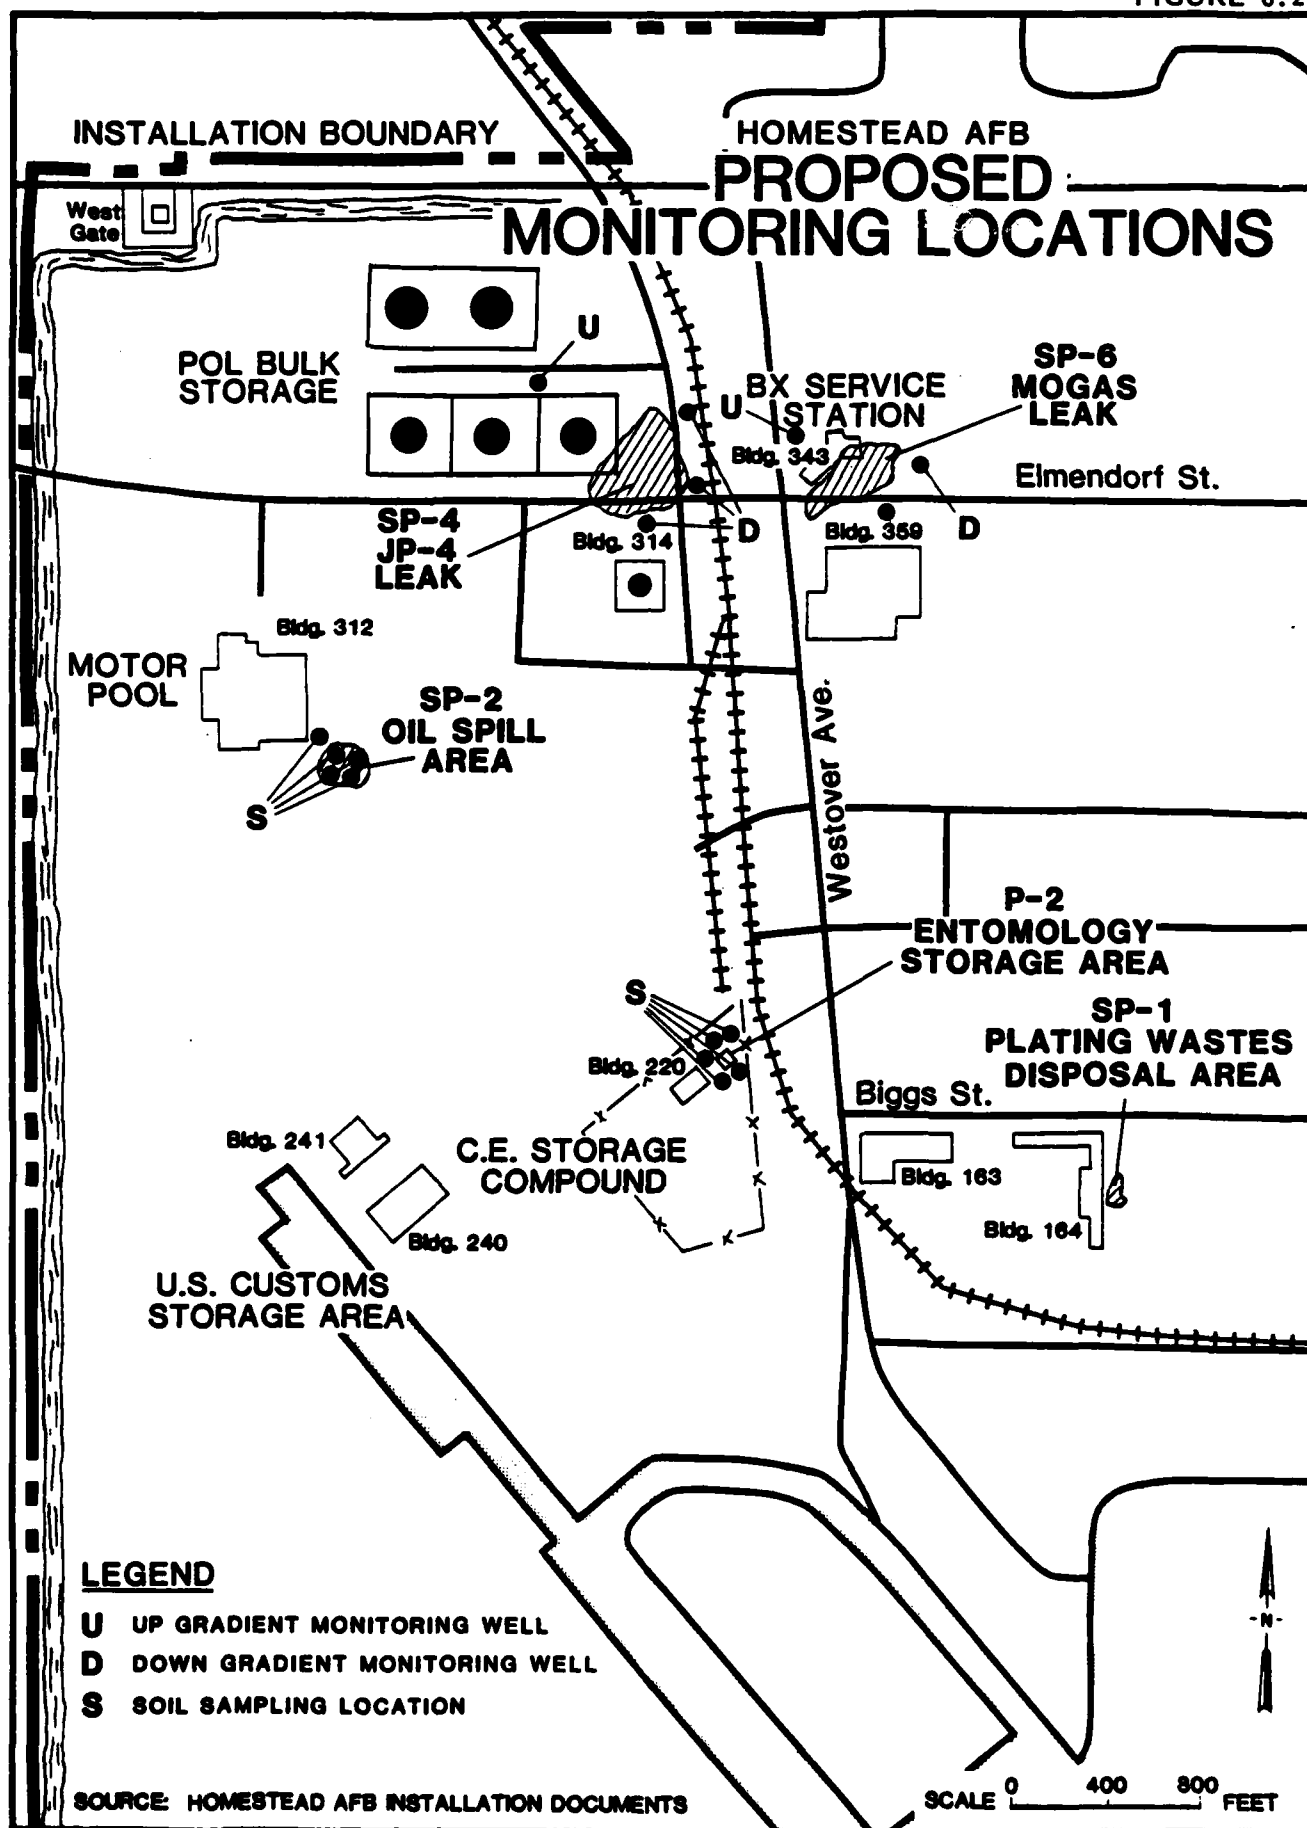 INSTALLATION BOUNDARY
HOMESTEAD AFB
PROPOSED
MONITORING LOCATIONS
West
Gate
U
POL BULK
STORAGE
SP-6
MOGAS
LEAK
BX SERVICE
STATION
U
Bldg. 343
Elmendorf St.
SP-4
JP-4
LEAK
Bldg. 314
D
Bldg. 359
D
Bldg. 312
MOTOR
POOL
SP-2
OIL SPILL
AREA
S
Westover Ave.
P-2
ENTOMOLOGY
STORAGE AREA
S
SP-1
PLATING WASTES
DISPOSAL AREA
Bldg. 220
Biggs St.
Bldg. 241
C.E. STORAGE
COMPOUND
Bldg. 163
Bldg. 164
Bldg. 240
U.S. CUSTOMS
STORAGE AREA
LEGEND
U UP GRADIENT MONITORING WELL
D DOWN GRADIENT MONITORING WELL
S SOIL SAMPLING LOCATION
-N-
SOURCE: HOMESTEAD AFB INSTALLATION DOCUMENTS
SCALE 0 400 800 FEET